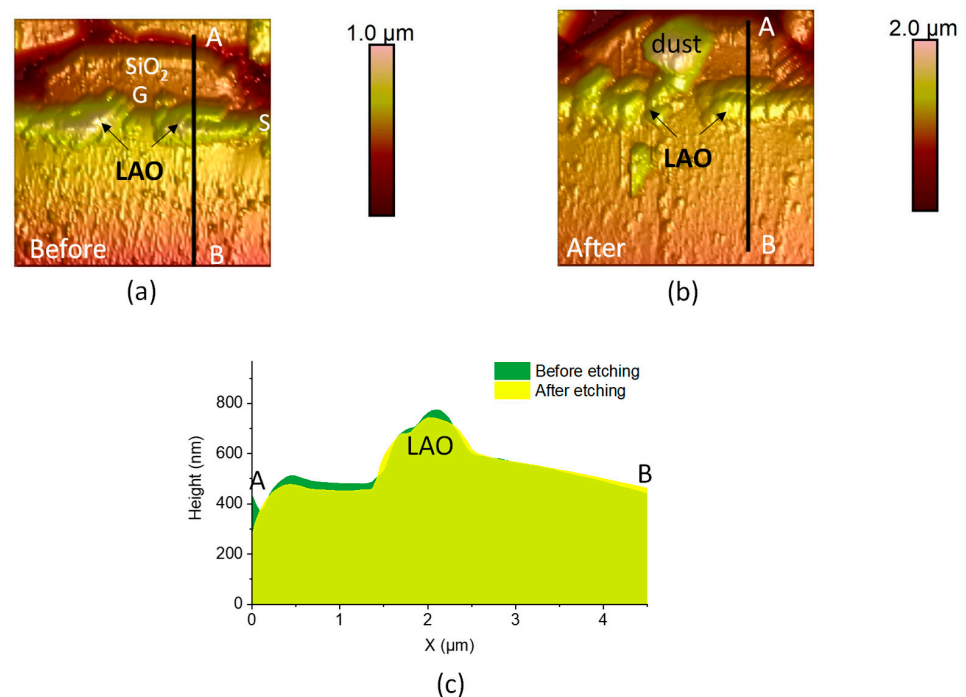 A
SiO2
G
S
LAO
Before
B
1.0 µm
(a)
dust
A
LAO
After
B
2.0 µm
(b)
Before etching
After etching
800
600
400
200
0
Height (nm)
A
LAO
B
0
1
2
3
4
X (µm)
(c)